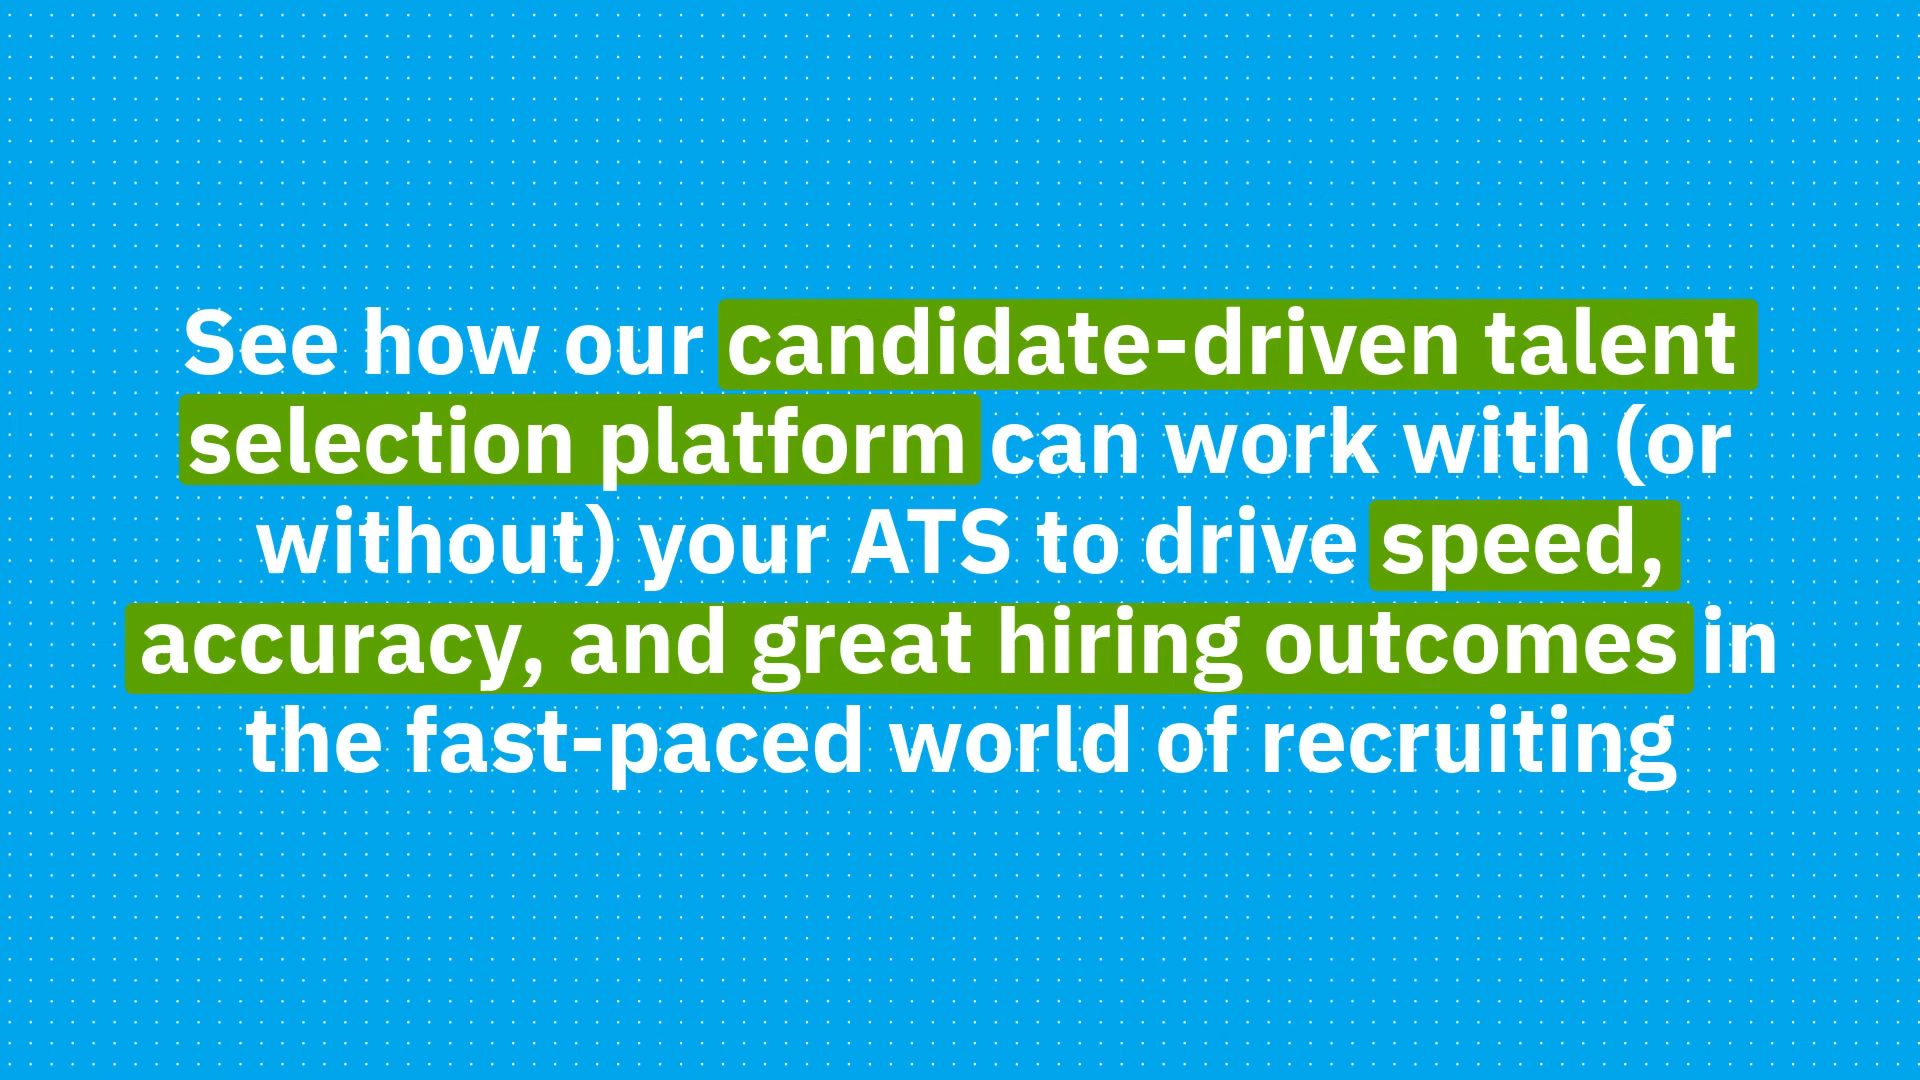 See how our candidate-driven talent
selection platform can work with (or
without) your ATS to drive speed,
accuracy, and great hiring outcomes in
the fast-paced world of recruiting